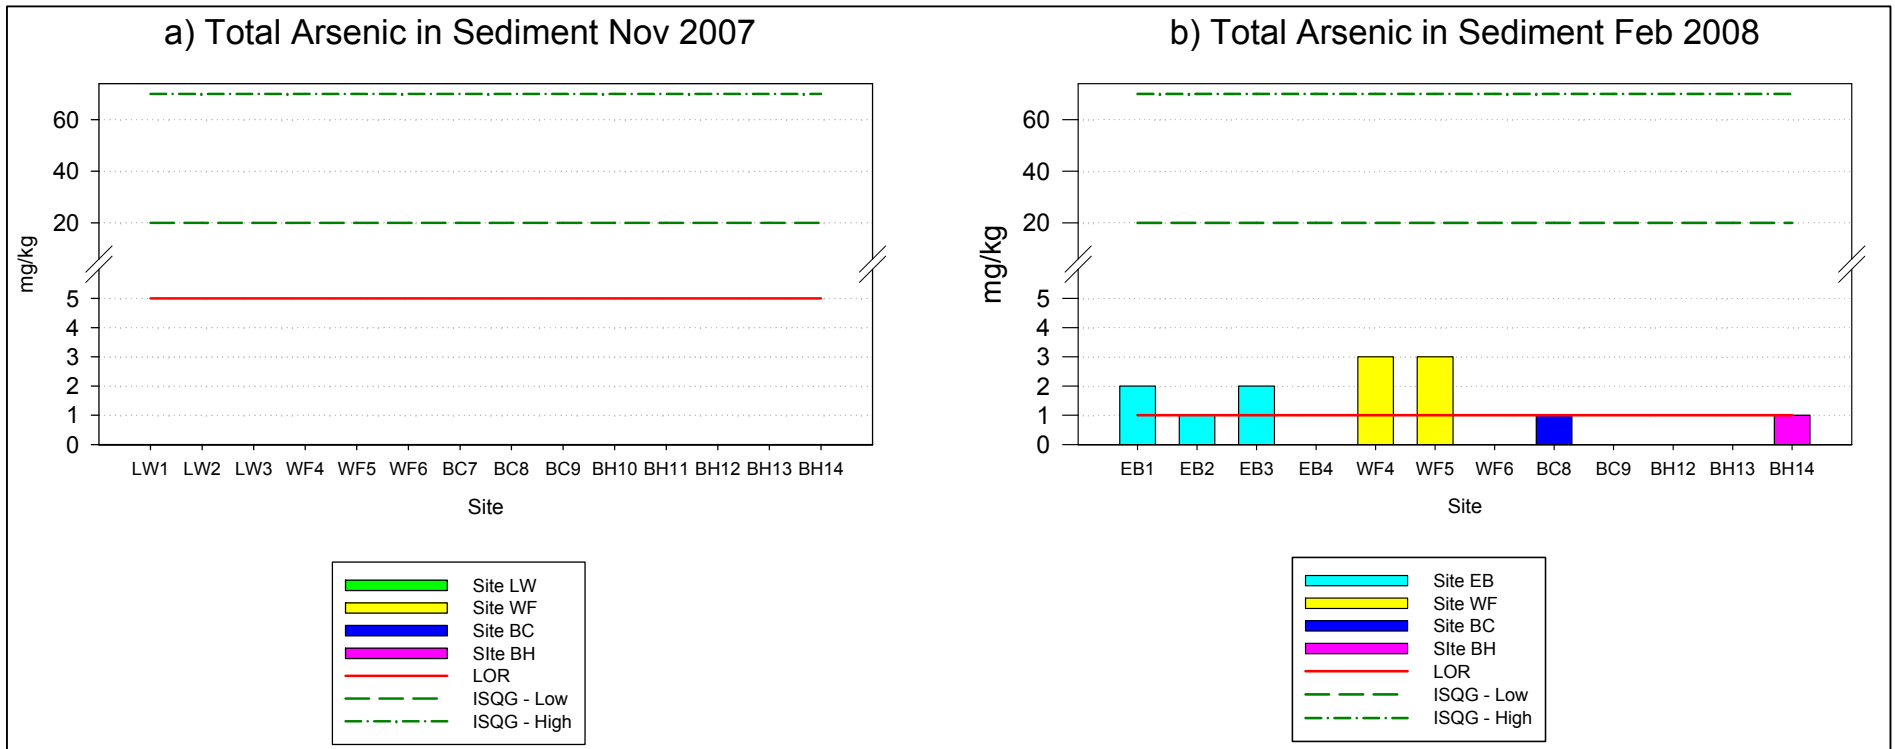 a) Total Arsenic in Sediment Nov 2007
mg/kg
60
40
20
5
4
3
2
1
0
LW1 LW2 LW3 WF4 WF5 WF6 BC7 BC8 BC9 BH10 BH11 BH12 BH13 BH14
Site
Site LW
Site WF
Site BC
SIte BH
LOR
ISQG - Low
ISQG - High
b) Total Arsenic in Sediment Feb 2008
mg/kg
60
40
20
5
4
3
2
1
0
EB1 EB2 EB3 EB4 WF4 WF5 WF6 BC8 BC9 BH12 BH13 BH14
Site
Site EB
Site WF
Site BC
SIte BH
LOR
ISQG - Low
ISQG - High